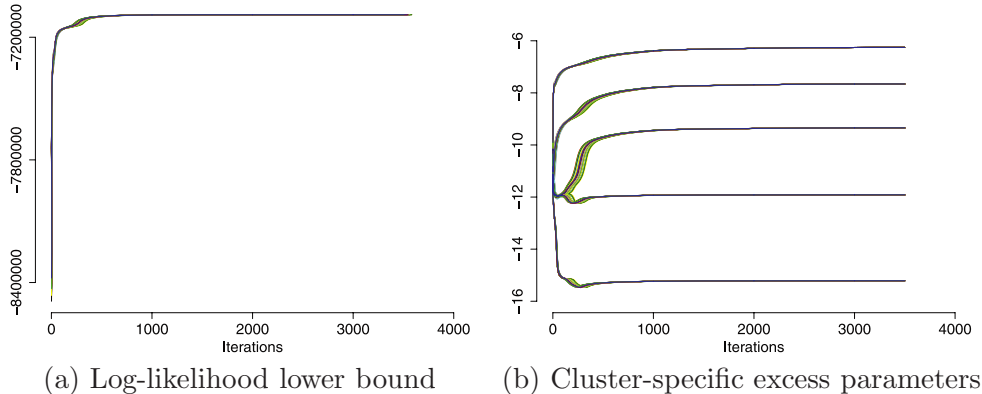 -7200000
-7800000
-8400000
0 1000 2000 3000 4000
Iterations
(a) Log-likelihood lower bound
-6
-8
-10
-12
-14
-16
0 1000 2000 3000 4000
Iterations
(b) Cluster-specific excess parameters